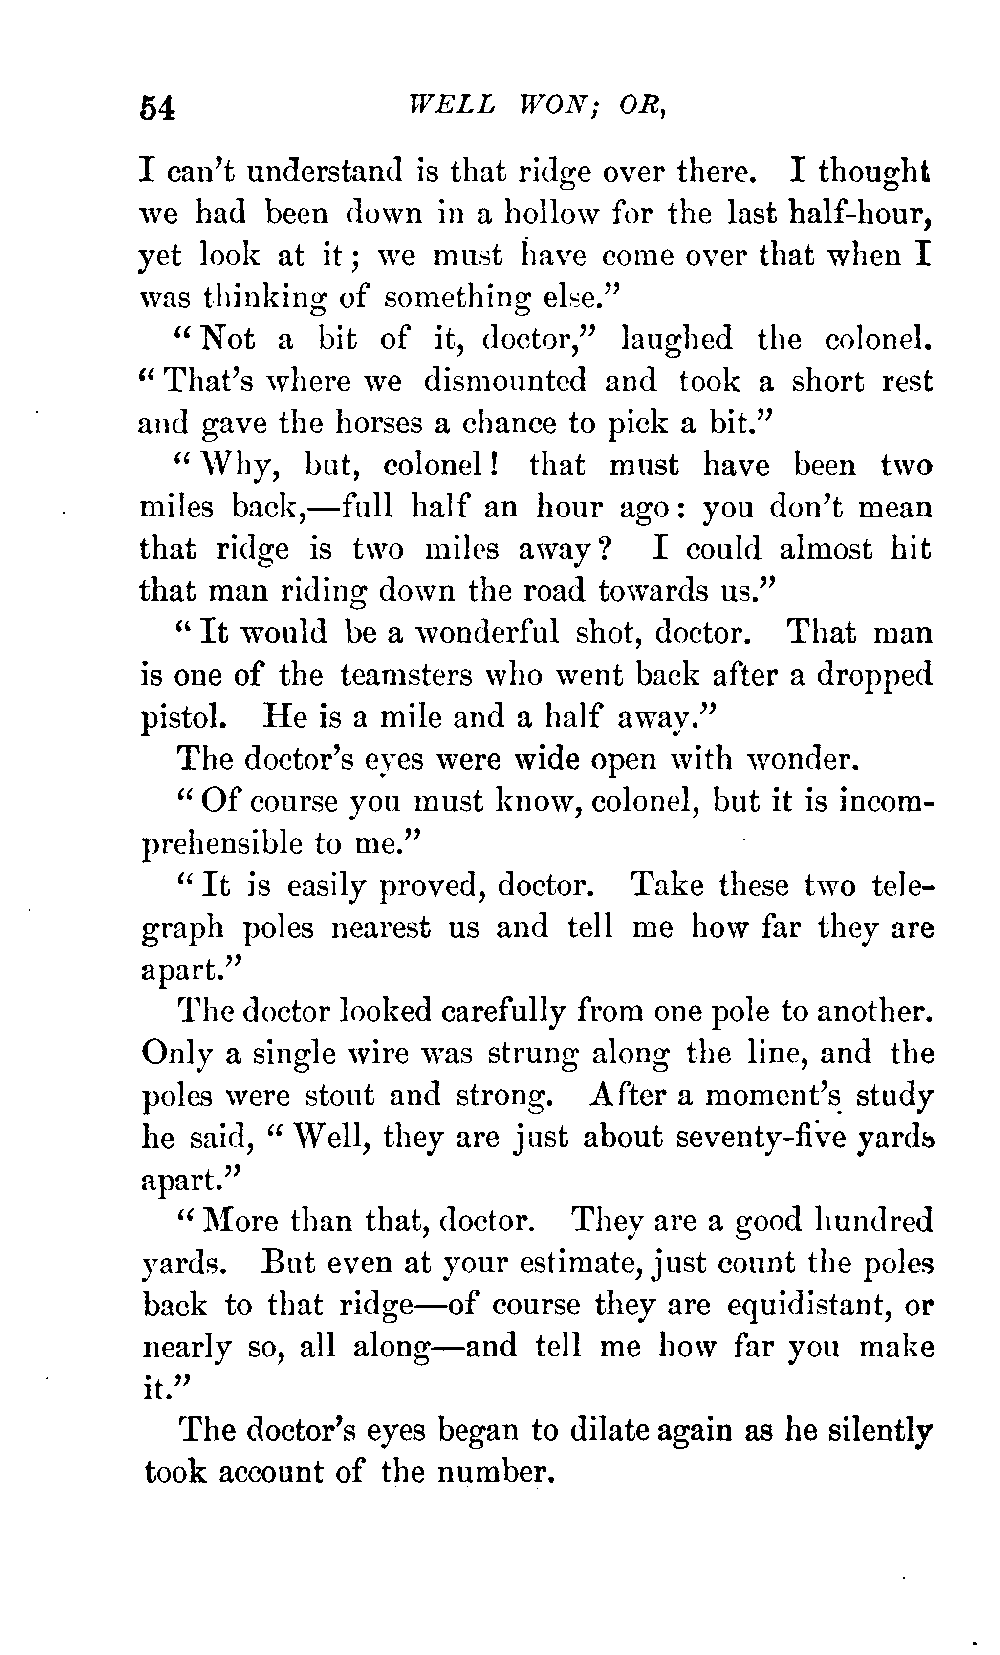 54 WELL WON; OR,
I can't understand is that ridge over there. I thought
we had been down in a hollow for the last half-hour,
yet look at it; we must have come over that when I
was thinking of something else."
"Not a bit of it, doctor," laughed the colonel.
"That's where we dismounted and took a short rest
and gave the horses a chance to pick a bit."
"Why, but, colonel! that must have been two
miles back,—full half an hour ago: you don't mean
that ridge is two miles away? I could almost hit
that man riding down the road towards us."
"It would be a wonderful shot, doctor. That man
is one of the teamsters who went back after a dropped
pistol. He is a mile and a half away."
The doctor's eyes were wide open with wonder.
"Of course you must know, colonel, but it is incom-
prehensible to me."
"It is easily proved, doctor. Take these two tele-
graph poles nearest us and tell me how far they are
apart."
The doctor looked carefully from one pole to another.
Only a single wire was strung along the line, and the
poles were stout and strong. After a moment's study
he said, "Well, they are just about seventy-five yards
apart."
"More than that, doctor. They are a good hundred
yards. But even at your estimate, just count the poles
back to that ridge—of course they are equidistant, or
nearly so, all along—and tell me how far you make
it."
The doctor's eyes began to dilate again as he silently
took account of the number.